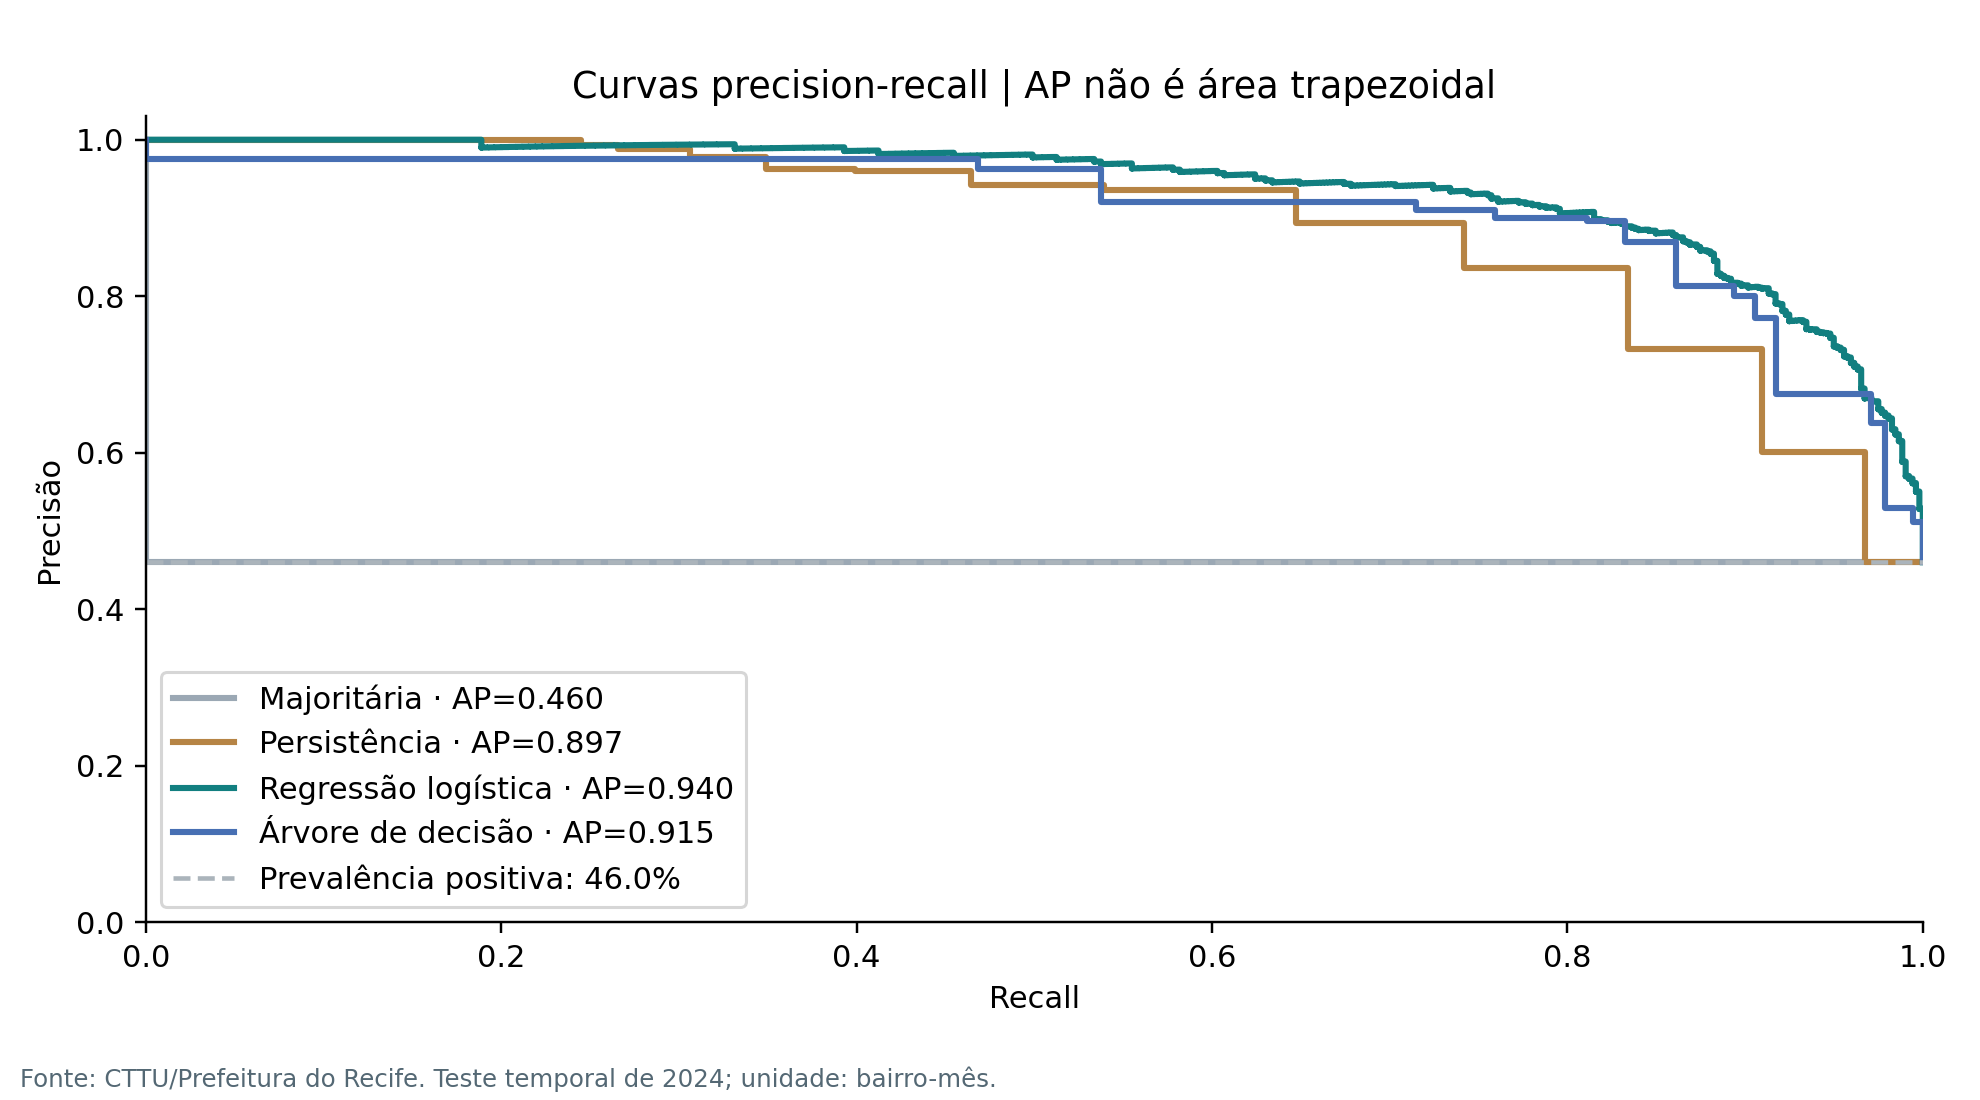 Curvas precision-recall | AP não é área trapezoidal
1.0
0.8
0.6
0.4
0.2
0.0
Precisão
Majoritária · AP=0.460
Persistência · AP=0.897
Regressão logística · AP=0.940
Árvore de decisão · AP=0.915
Prevalência positiva: 46.0%
0.0 0.2 0.4 0.6 0.8 1.0
Recall
Fonte: CTTU/Prefeitura do Recife. Teste temporal de 2024; unidade: bairro-mês.